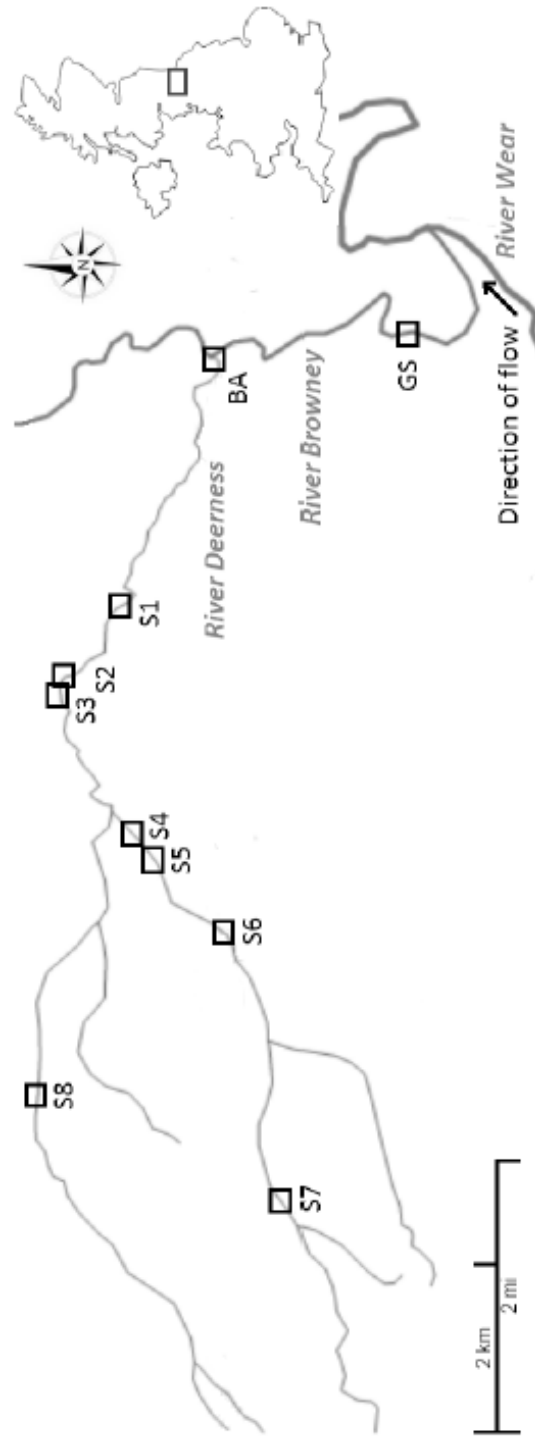 N
River Wear
Direction of flow
GS
BA
River Browney
River Deerness
S1
S2
S3
S4
S5
S6
S8
S7
2 km
2 mi